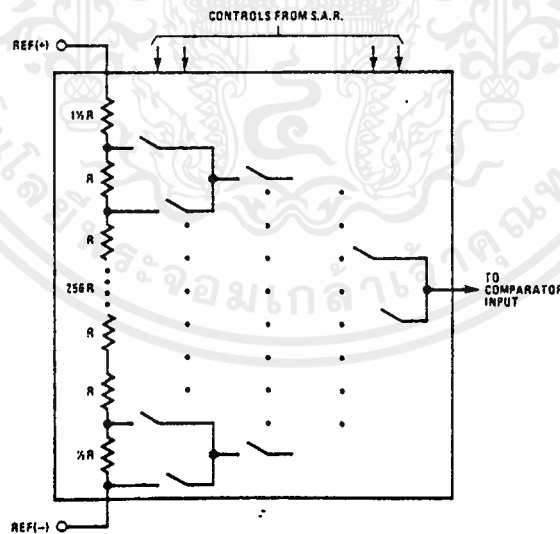 CONTROLS FROM S.A.R.
REF(+)
1½R
R
R
256R
R
R
½R
TO
COMPARATOR
INPUT
REF(−)